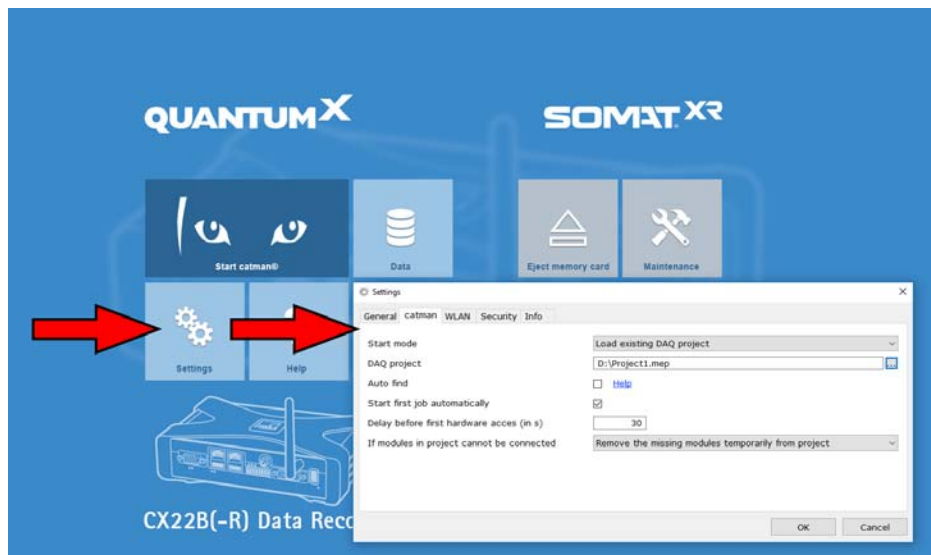 QUANTUMX
SOMAT XR
Start catman®
Data
Eject memory card
Maintenance
Settings
Help
Settings
General catman WLAN Security Info
Start mode Load existing DAQ project
DAQ project D:\Project1.mep ...
Auto find Help
Start first job automatically
Delay before first hardware acces (in s) 30
If modules in project cannot be connected Remove the missing modules temporarily from project
OK Cancel
CX22B(-R) Data Rec